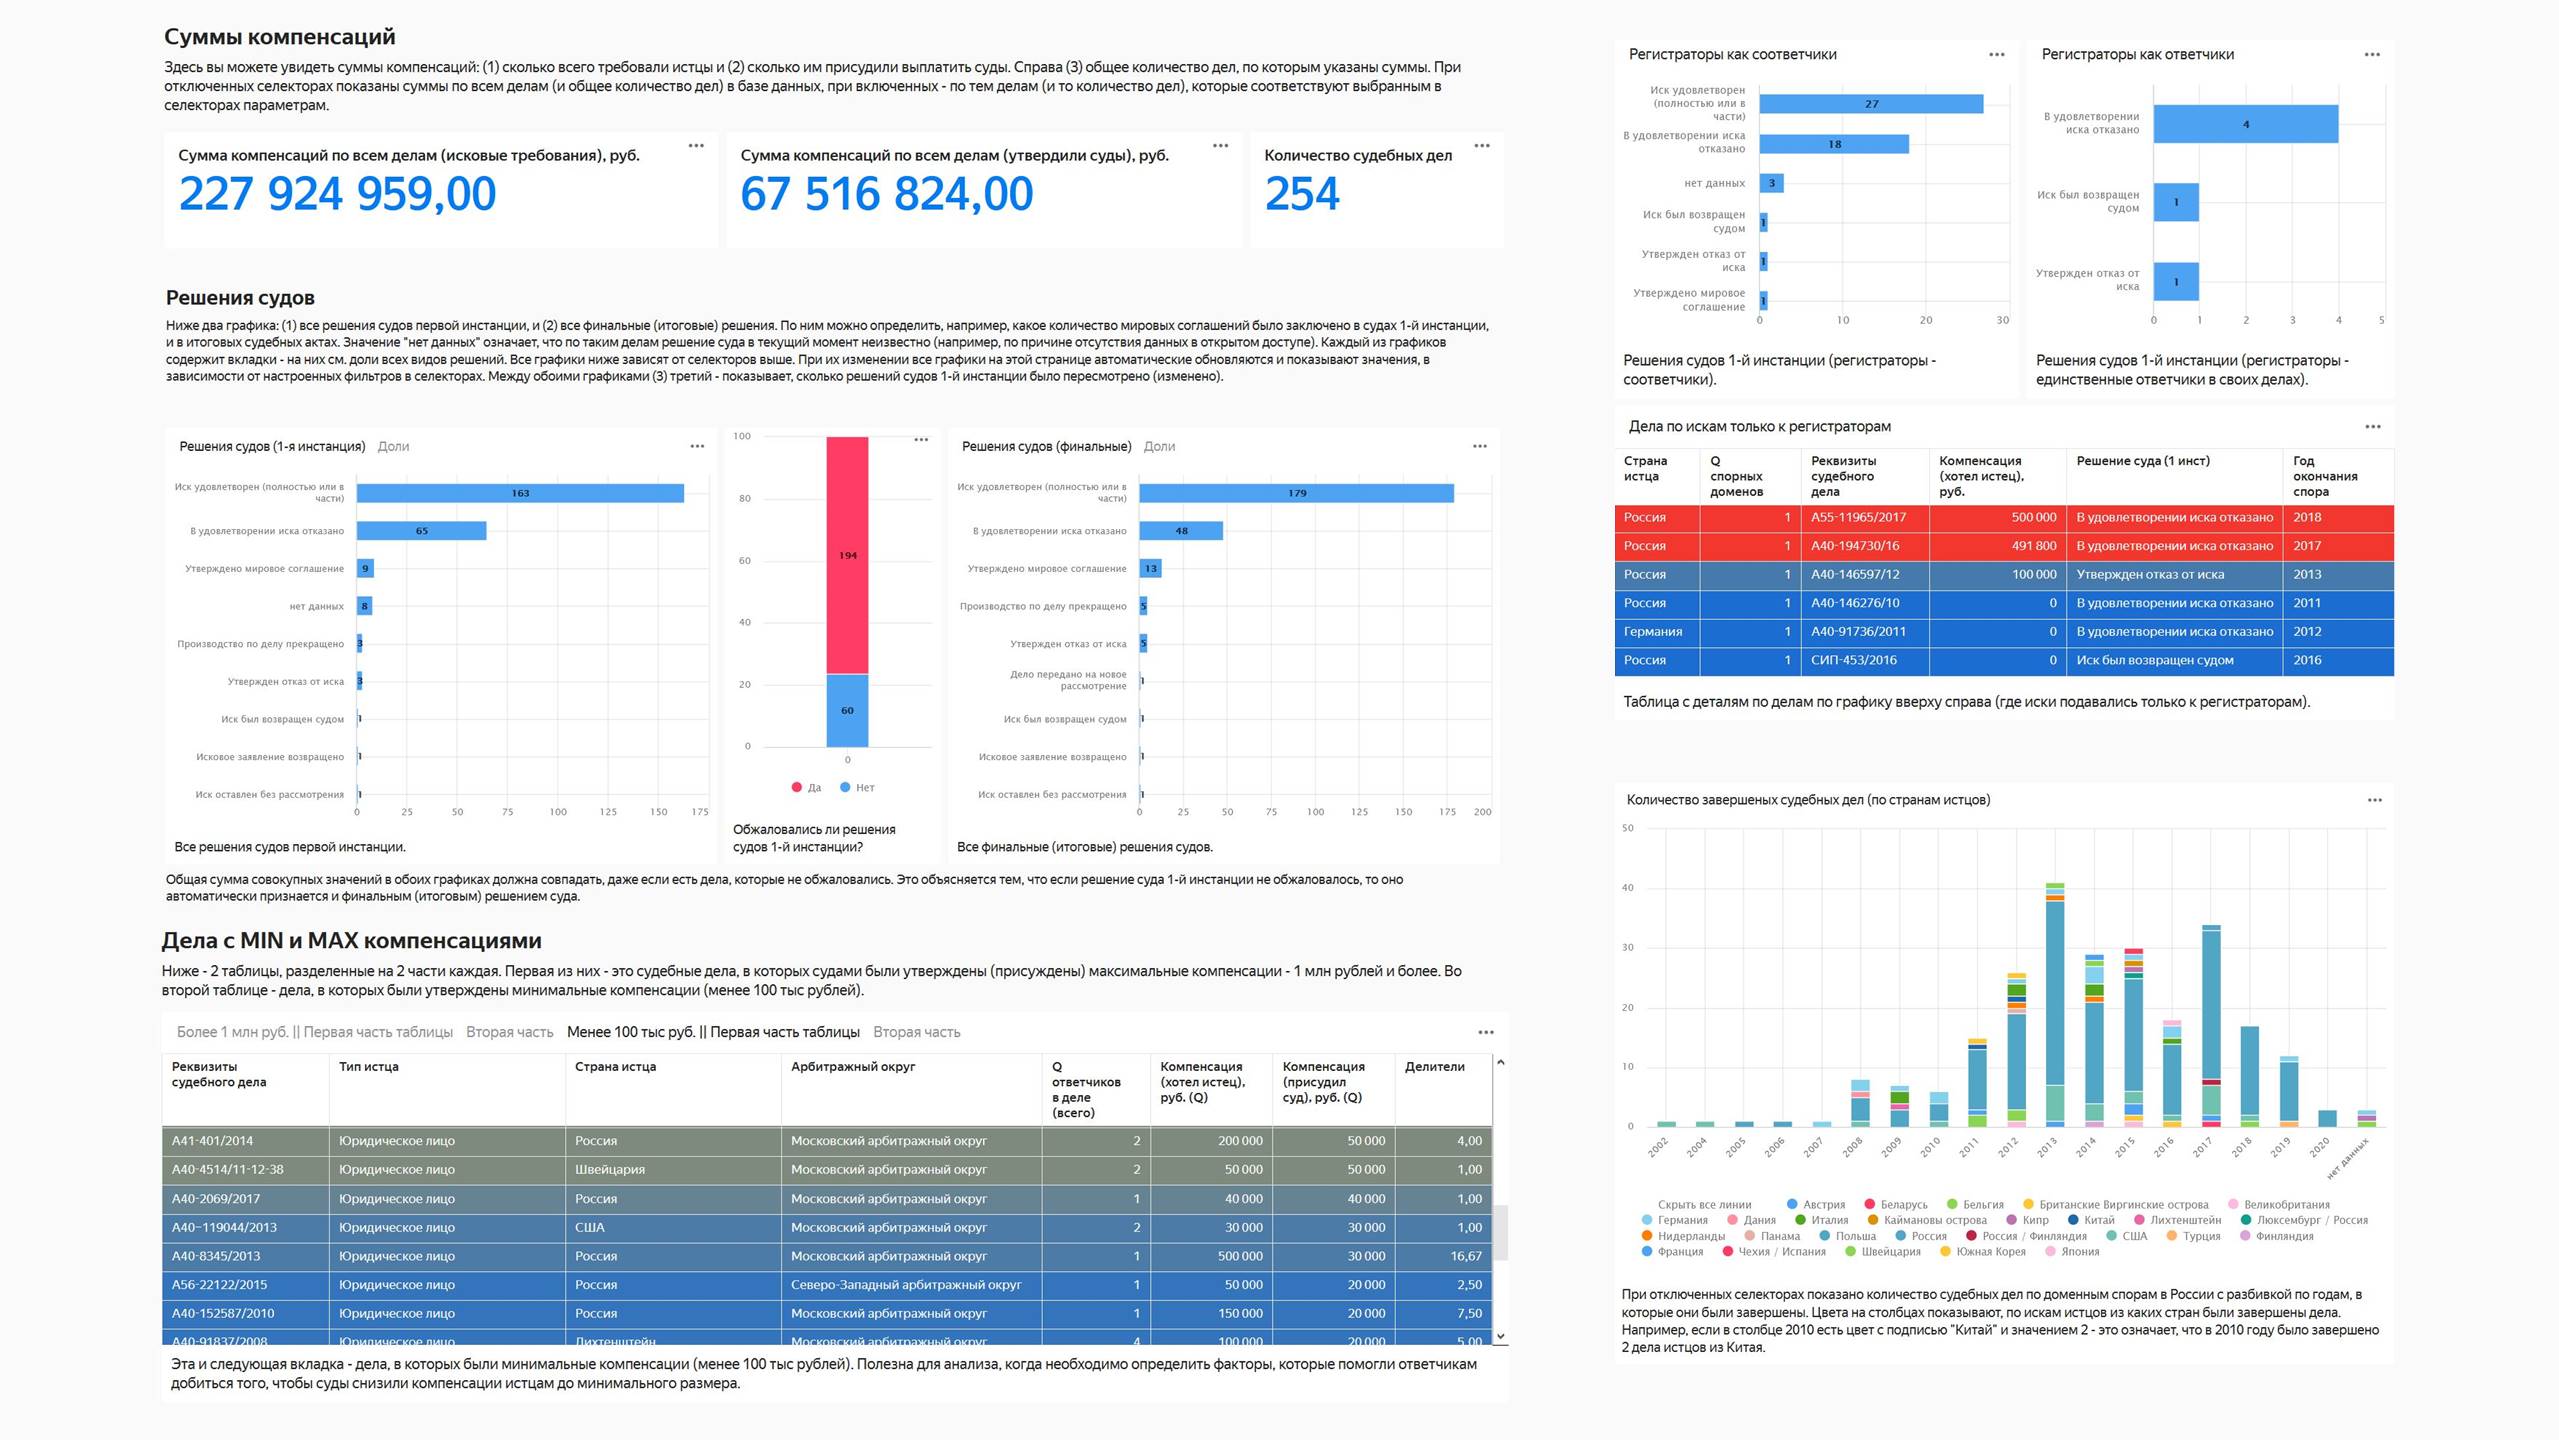 Суммы компенсаций
Здесь вы можете увидеть суммы компенсаций: (1) сколько всего требовали истцы и (2) сколько им присудили выплатить суды. Справа (3) общее количество дел, по которым указаны суммы. При
отключенных селекторах показаны суммы по всем делам (и общее количество дел) в базе данных, при включенных - по тем делам (и то количество дел), которые соответствуют выбранным в
селекторах параметрам.
Сумма компенсаций по всем делам (исковые требования), руб.
227 924 959,00
Сумма компенсаций по всем делам (утвердили суды), руб.
67 516 824,00
Количество судебных дел
254
Решения судов
Ниже два графика: (1) все решения судов первой инстанции, и (2) все финальные (итоговые) решения. По ним можно определить, например, какое количество мировых соглашений было заключено в судах 1-й инстанции,
и в итоговых судебных актах. Значение "нет данных" означает, что по таким делам решение суда в текущий момент неизвестно (например, по причине отсутствия данных в открытом доступе). Каждый из графиков
содержит вкладки - на них см. доли всех видов решений. Все графики ниже зависят от селекторов выше. При их изменении все графики на этой странице автоматические обновляются и показывают значения, в
зависимости от настроенных фильтров в селекторах. Между обоими графиками (3) третий - показывает, сколько решений судов 1-й инстанции было пересмотрено (изменено).
Решения судов (1-я инстанция) Доли
Иск удовлетворен (полностью или в
части)
163
В удовлетворении иска отказано
65
Утверждено мировое соглашение
9
нет данных
8
Производство по делу прекращено
3
Утвержден отказ от иска
3
Иск был возвращен судом
1
Исковое заявление возвращено
1
Иск оставлен без рассмотрения
1
0 25 50 75 100 125 150 175
Все решения судов первой инстанции.
100
80
60
40
20
0
194
60
0
Да Нет
Обжаловались ли решения
судов 1-й инстанции?
Решения судов (финальные) Доли
Иск удовлетворен (полностью или в
части)
179
В удовлетворении иска отказано
48
Утверждено мировое соглашение
13
Производство по делу прекращено
5
Утвержден отказ от иска
5
Дело передано на новое
рассмотрение
1
Иск был возвращен судом
1
Исковое заявление возвращено
1
Иск оставлен без рассмотрения
1
0 25 50 75 100 125 150 175 200
Все финальные (итоговые) решения судов.
Общая сумма совокупных значений в обоих графиках должна совпадать, даже если есть дела, которые не обжаловались. Это объясняется тем, что если решение суда 1-й инстанции не обжаловалось, то оно
автоматически признается и финальным (итоговым) решением суда.
Дела с MIN и MAX компенсациями
Ниже - 2 таблицы, разделенные на 2 части каждая. Первая из них - это судебные дела, в которых судами были утверждены (присуждены) максимальные компенсации - 1 млн рублей и более. Во
второй таблице - дела, в которых были утверждены минимальные компенсации (менее 100 тыс рублей).
Более 1 млн руб. || Первая часть таблицы Вторая часть Менее 100 тыс руб. || Первая часть таблицы Вторая часть
Реквизиты
судебного дела
Тип истца
Страна истца
Арбитражный округ
Q
ответчиков
в деле
(всего)
Компенсация
(хотел истец),
руб. (Q)
Компенсация
(присудил
суд), руб. (Q)
Делители
А41-401/2014 Юридическое лицо Россия Московский арбитражный округ 2 200 000 50 000 4,00
А40-4514/11-12-38 Юридическое лицо Швейцария Московский арбитражный округ 2 50 000 50 000 1,00
А40-2069/2017 Юридическое лицо Россия Московский арбитражный округ 1 40 000 40 000 1,00
А40–119044/2013 Юридическое лицо США Московский арбитражный округ 2 30 000 30 000 1,00
А40-8345/2013 Юридическое лицо Россия Московский арбитражный округ 1 500 000 30 000 16,67
А56-22122/2015 Юридическое лицо Россия Северо-Западный арбитражный округ 1 50 000 20 000 2,50
А40-152587/2010 Юридическое лицо Россия Московский арбитражный округ 1 150 000 20 000 7,50
А40-91837/2008 Юридическое лицо Лихтенштейн Московский арбитражный округ 4 100 000 20 000 5,00
Эта и следующая вкладка - дела, в которых были минимальные компенсации (менее 100 тыс рублей). Полезна для анализа, когда необходимо определить факторы, которые помогли ответчикам
добиться того, чтобы суды снизили компенсации истцам до минимального размера.
Регистраторы как соответчики
Иск удовлетворен
(полностью или в
части)
27
В удовлетворении иска
отказано
18
нет данных
3
Иск был возвращен
судом
1
Утвержден отказ от
иска
1
Утверждено мировое
соглашение
1
0 10 20 30
Решения судов 1-й инстанции (регистраторы -
соответчики).
Регистраторы как ответчики
В удовлетворении
иска отказано
4
Иск был возвращен
судом
1
Утвержден отказ от
иска
1
0 1 2 3 4 5
Решения судов 1-й инстанции (регистраторы -
единственные ответчики в своих делах).
Дела по искам только к регистраторам
Страна
истца
Q
спорных
доменов
Реквизиты
судебного
дела
Компенсация
(хотел истец),
руб.
Решение суда (1 инст)
Год
окончания
спора
Россия 1 А55-11965/2017 500 000 В удовлетворении иска отказано 2018
Россия 1 А40-194730/16 491 800 В удовлетворении иска отказано 2017
Россия 1 А40-146597/12 100 000 Утвержден отказ от иска 2013
Россия 1 А40-146276/10 0 В удовлетворении иска отказано 2011
Германия 1 А40-91736/2011 0 В удовлетворении иска отказано 2012
Россия 1 СИП-453/2016 0 Иск был возвращен судом 2016
Таблица с деталям по делам по графику вверху справа (где иски подавались только к регистраторам).
Количество завершеных судебных дел (по странам истцов)
50
40
30
20
10
0
2002 2004 2005 2006 2007 2008 2009 2010 2011 2012 2013 2014 2015 2016 2017 2018 2019 2020 нет данных
Скрыть все линии Австрия Беларусь Бельгия Британские Виргинские острова Великобритания
Германия Дания Италия Каймановы острова Кипр Китай Лихтенштейн Люксембург / Россия
Нидерланды Панама Польша Россия Россия / Финляндия США Турция Финляндия
Франция Чехия / Испания Швейцария Южная Корея Япония
При отключенных селекторах показано количество судебных дел по доменным спорам в России с разбивкой по годам, в
которые они были завершены. Цвета на столбцах показывают, по искам истцов из каких стран были завершены дела.
Например, если в столбце 2010 есть цвет с подписью "Китай" и значением 2 - это означает, что в 2010 году было завершено
2 дела истцов из Китая.